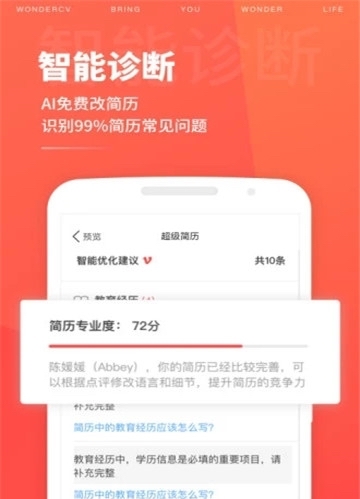 WONDERCV BRING YOU WONDER LIFE
智能诊断
AI免费改简历
识别99%简历常见问题
预览 超级简历
智能优化建议 共10条
教育经历
简历专业度： 72分
陈媛媛（Abbey），你的简历已经比较完善，可
以根据点评修改语言和细节，提升简历的竞争力
补充完整
简历中的教育经历应该怎么写？
教育经历中，学历信息是必填的重要项目，请
补充完整
简历中的教育经历应该怎么写？